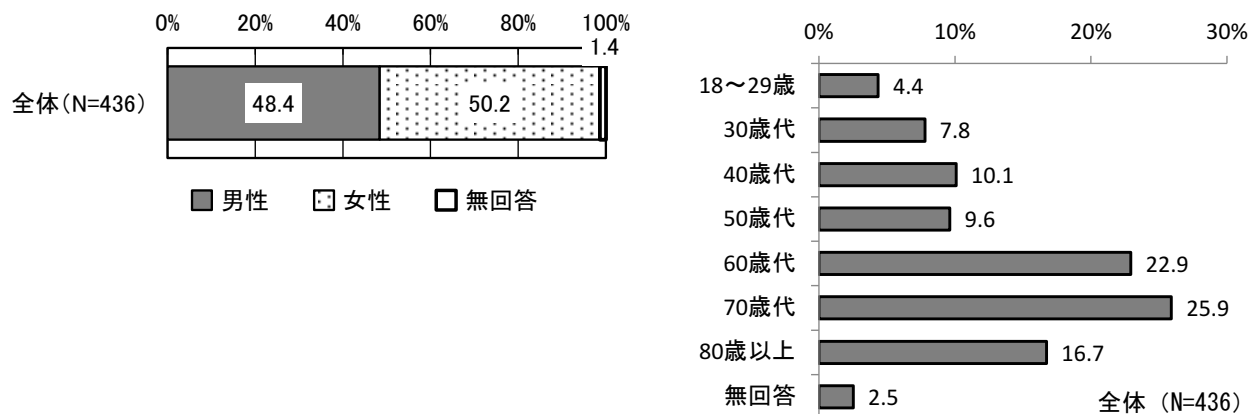 0% 20% 40% 60% 80% 100%
1.4
全体(N=436) 48.4 50.2
男性 女性 無回答
0% 10% 20% 30%
18～29歳 4.4
30歳代 7.8
40歳代 10.1
50歳代 9.6
60歳代 22.9
70歳代 25.9
80歳以上 16.7
無回答 2.5
全体 (N=436)